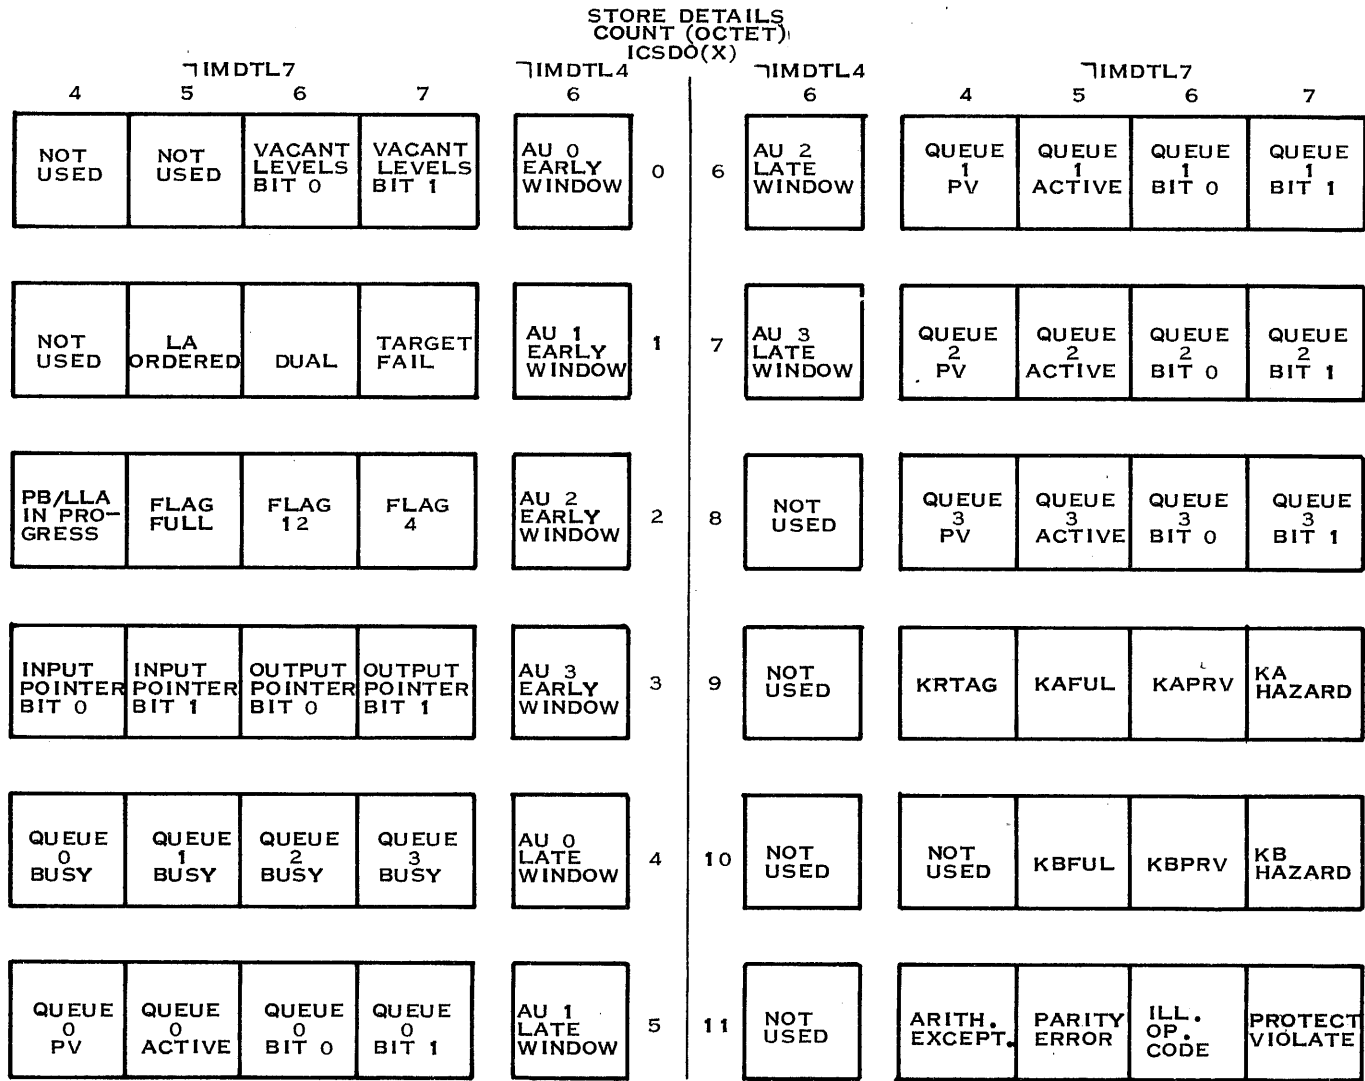 STORE DETAILS
COUNT (OCTET)
ICSDO(X)
¬IMDTL7
¬IMDTL4
¬IMDTL4
¬IMDTL7
4 5 6 7 6 6 4 5 6 7
NOT USED
NOT USED
VACANT LEVELS BIT 0
VACANT LEVELS BIT 1
AU 0 EARLY WINDOW
0
6
AU 2 LATE WINDOW
QUEUE 1 PV
QUEUE 1 ACTIVE
QUEUE 1 BIT 0
QUEUE 1 BIT 1
NOT USED
LA ORDERED
DUAL
TARGET FAIL
AU 1 EARLY WINDOW
1
7
AU 3 LATE WINDOW
QUEUE 2 PV
QUEUE 2 ACTIVE
QUEUE 2 BIT 0
QUEUE 2 BIT 1
PB/LLA IN PRO-GRESS
FLAG FULL
FLAG 12
FLAG 4
AU 2 EARLY WINDOW
2
8
NOT USED
QUEUE 3 PV
QUEUE 3 ACTIVE
QUEUE 3 BIT 0
QUEUE 3 BIT 1
INPUT POINTER BIT 0
INPUT POINTER BIT 1
OUTPUT POINTER BIT 0
OUTPUT POINTER BIT 1
AU 3 EARLY WINDOW
3
9
NOT USED
KRTAG
KAFUL
KAPRV
KA HAZARD
QUEUE 0 BUSY
QUEUE 1 BUSY
QUEUE 2 BUSY
QUEUE 3 BUSY
AU 0 LATE WINDOW
4
10
NOT USED
NOT USED
KBFUL
KBPRV
KB HAZARD
QUEUE 0 PV
QUEUE 0 ACTIVE
QUEUE 0 BIT 0
QUEUE 0 BIT 1
AU 1 LATE WINDOW
5
11
NOT USED
ARITH. EXCEPT.
PARITY ERROR
ILL. OP. CODE
PROTECT VIOLATE